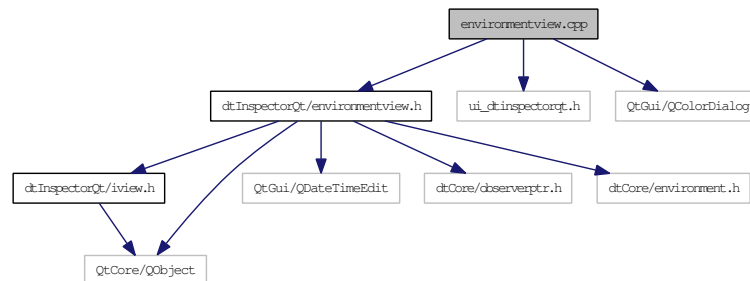 environmentview.cpp
dtInspectorQt/environmentview.h
ui_dtinspectorqt.h
QtGui/QColorDialog
dtInspectorQt/iview.h
QtGui/QDateTimeEdit
dtCore/observerptr.h
dtCore/environment.h
QtCore/QObject